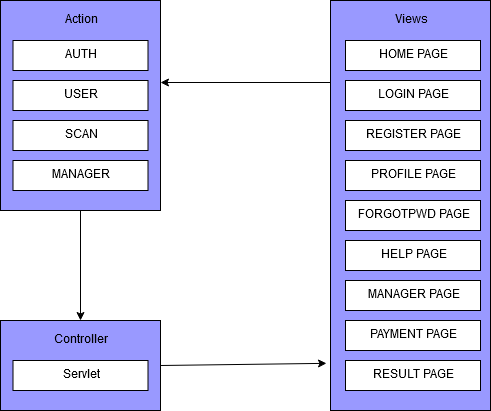 Action
AUTH
USER
SCAN
MANAGER
Views
HOME PAGE
LOGIN PAGE
REGISTER PAGE
PROFILE PAGE
FORGOTPWD PAGE
HELP PAGE
MANAGER PAGE
PAYMENT PAGE
RESULT PAGE
Controller
Servlet